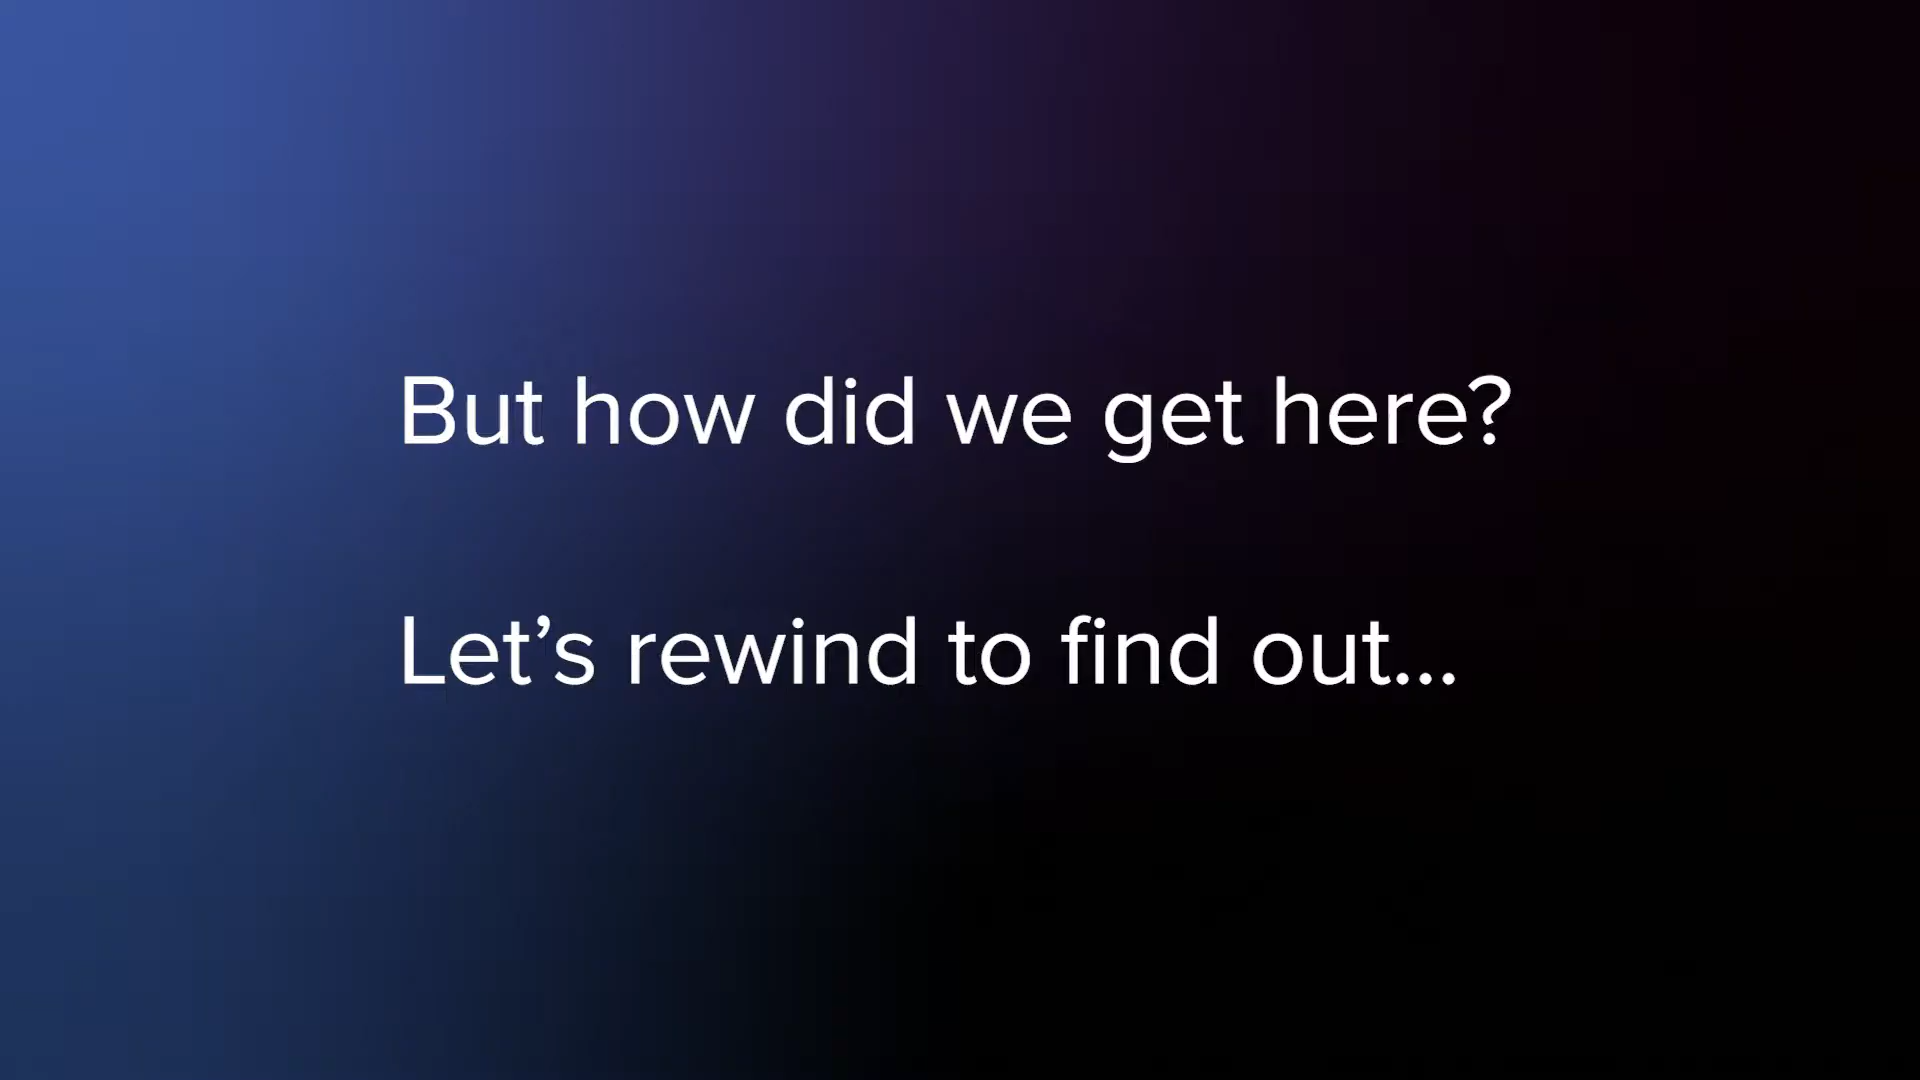 But how did we get here?
Let’s rewind to find out...